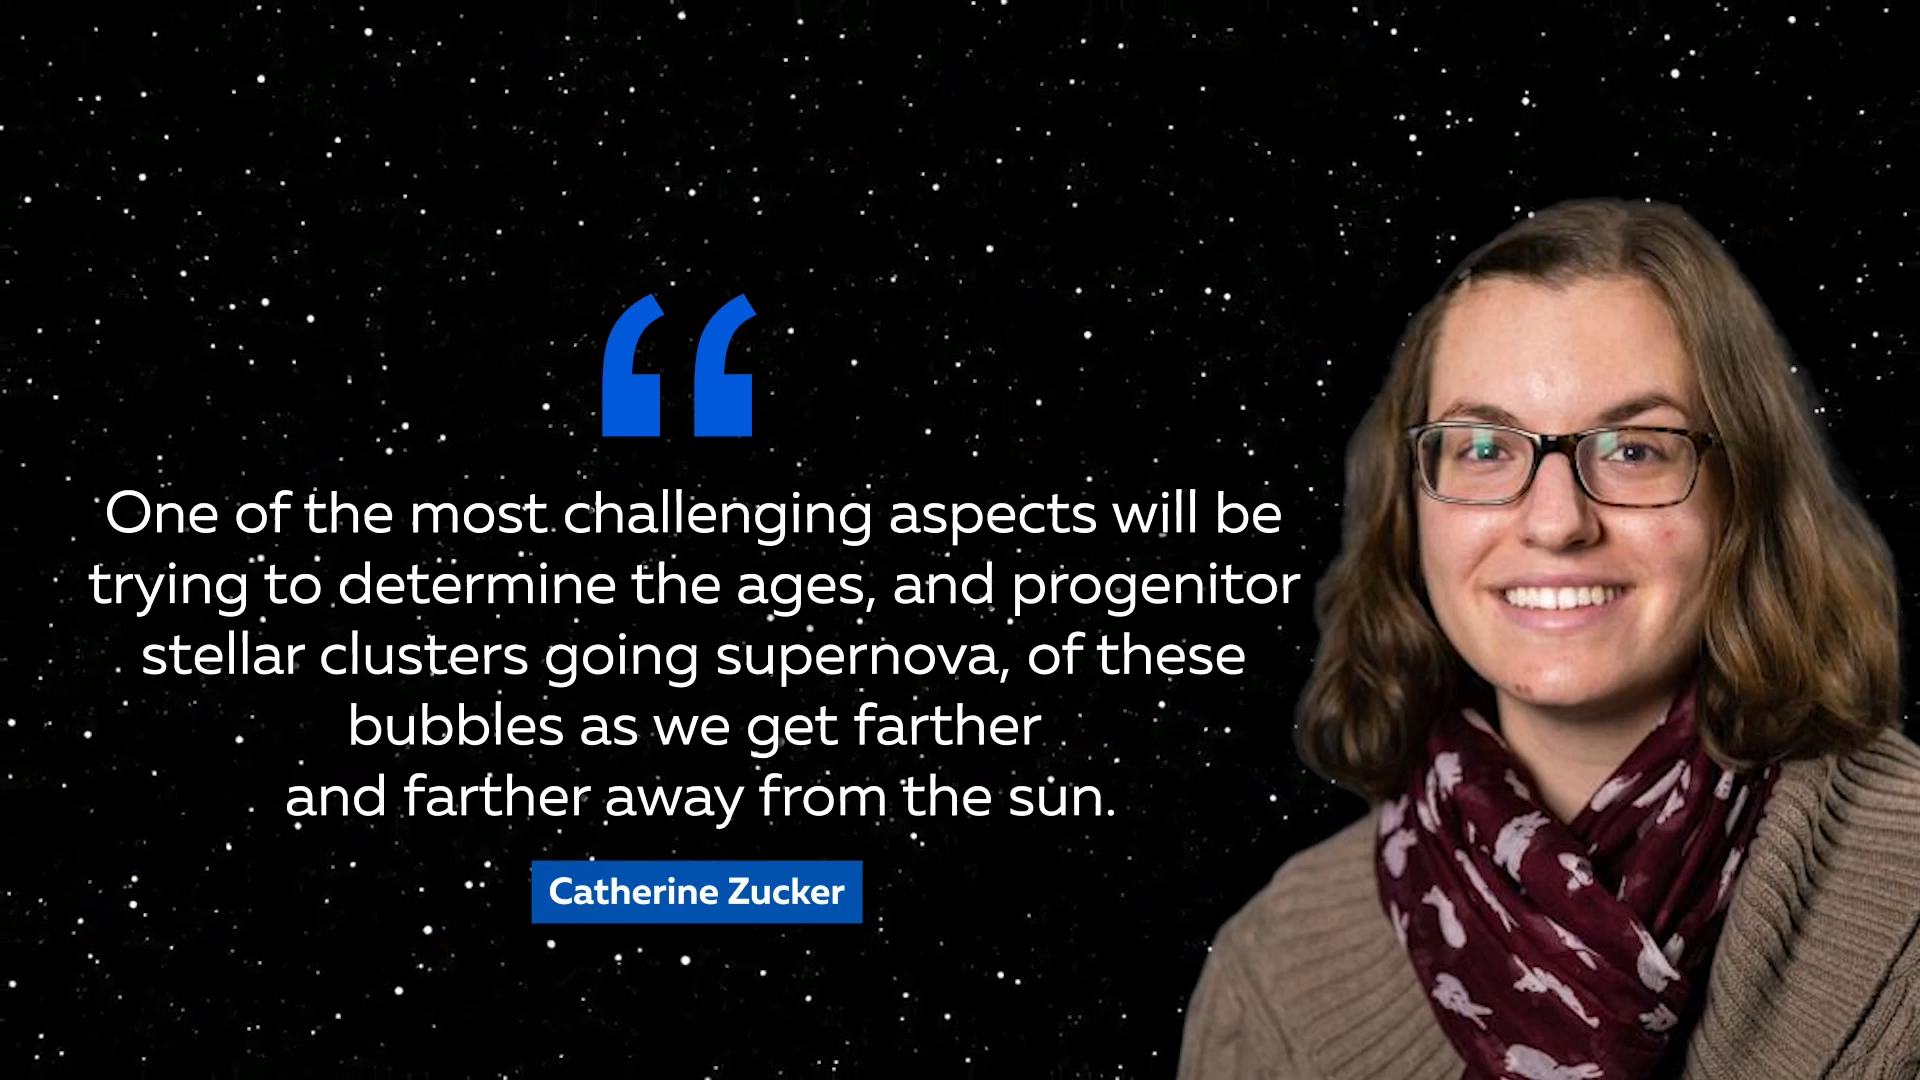 “
One of the most challenging aspects will be
trying to determine the ages, and progenitor
stellar clusters going supernova, of these
bubbles as we get farther
and farther away from the sun.
Catherine Zucker